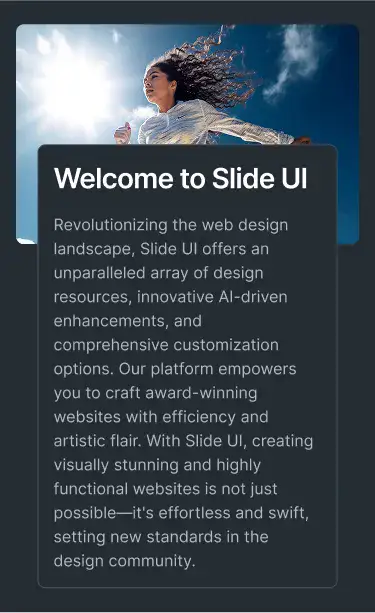 Welcome to Slide UI
Revolutionizing the web design
landscape, Slide UI offers an
unparalleled array of design
resources, innovative AI-driven
enhancements, and
comprehensive customization
options. Our platform empowers
you to craft award-winning
websites with efficiency and
artistic flair. With Slide UI, creating
visually stunning and highly
functional websites is not just
possible—it's effortless and swift,
setting new standards in the
design community.